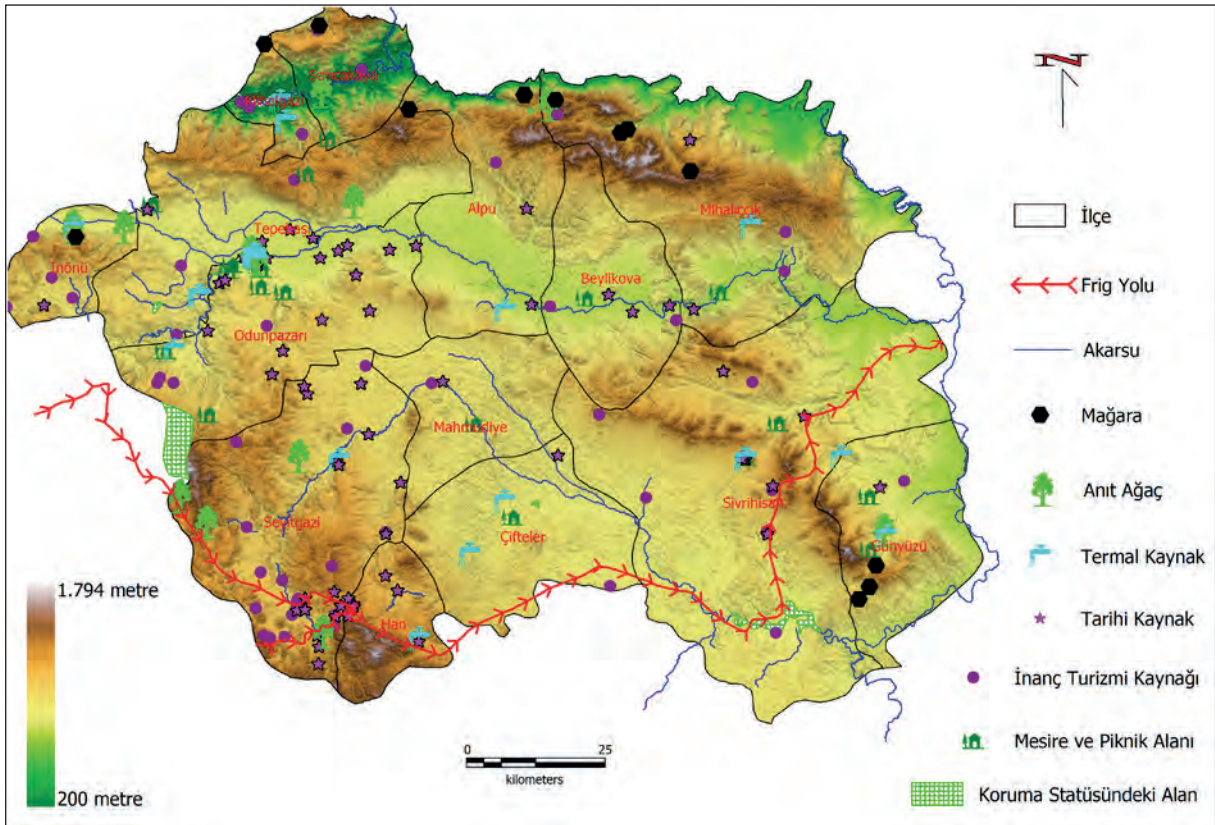 Sarıcakaya
Mihalgazi
Alpu
Mihalıççık
Tepebaşı
İnönü
Beylikova
Odunpazarı
Mahmudiye
Sivrihisar
Seyitgazi
Çifteler
Günyüzü
Han
N
İlçe
Frig Yolu
Akarsu
Mağara
Anıt Ağaç
Termal Kaynak
Tarihi Kaynak
İnanç Turizmi Kaynağı
Mesire ve Piknik Alanı
Koruma Statüsündeki Alan
1.794 metre
200 metre
0 25
kilometers